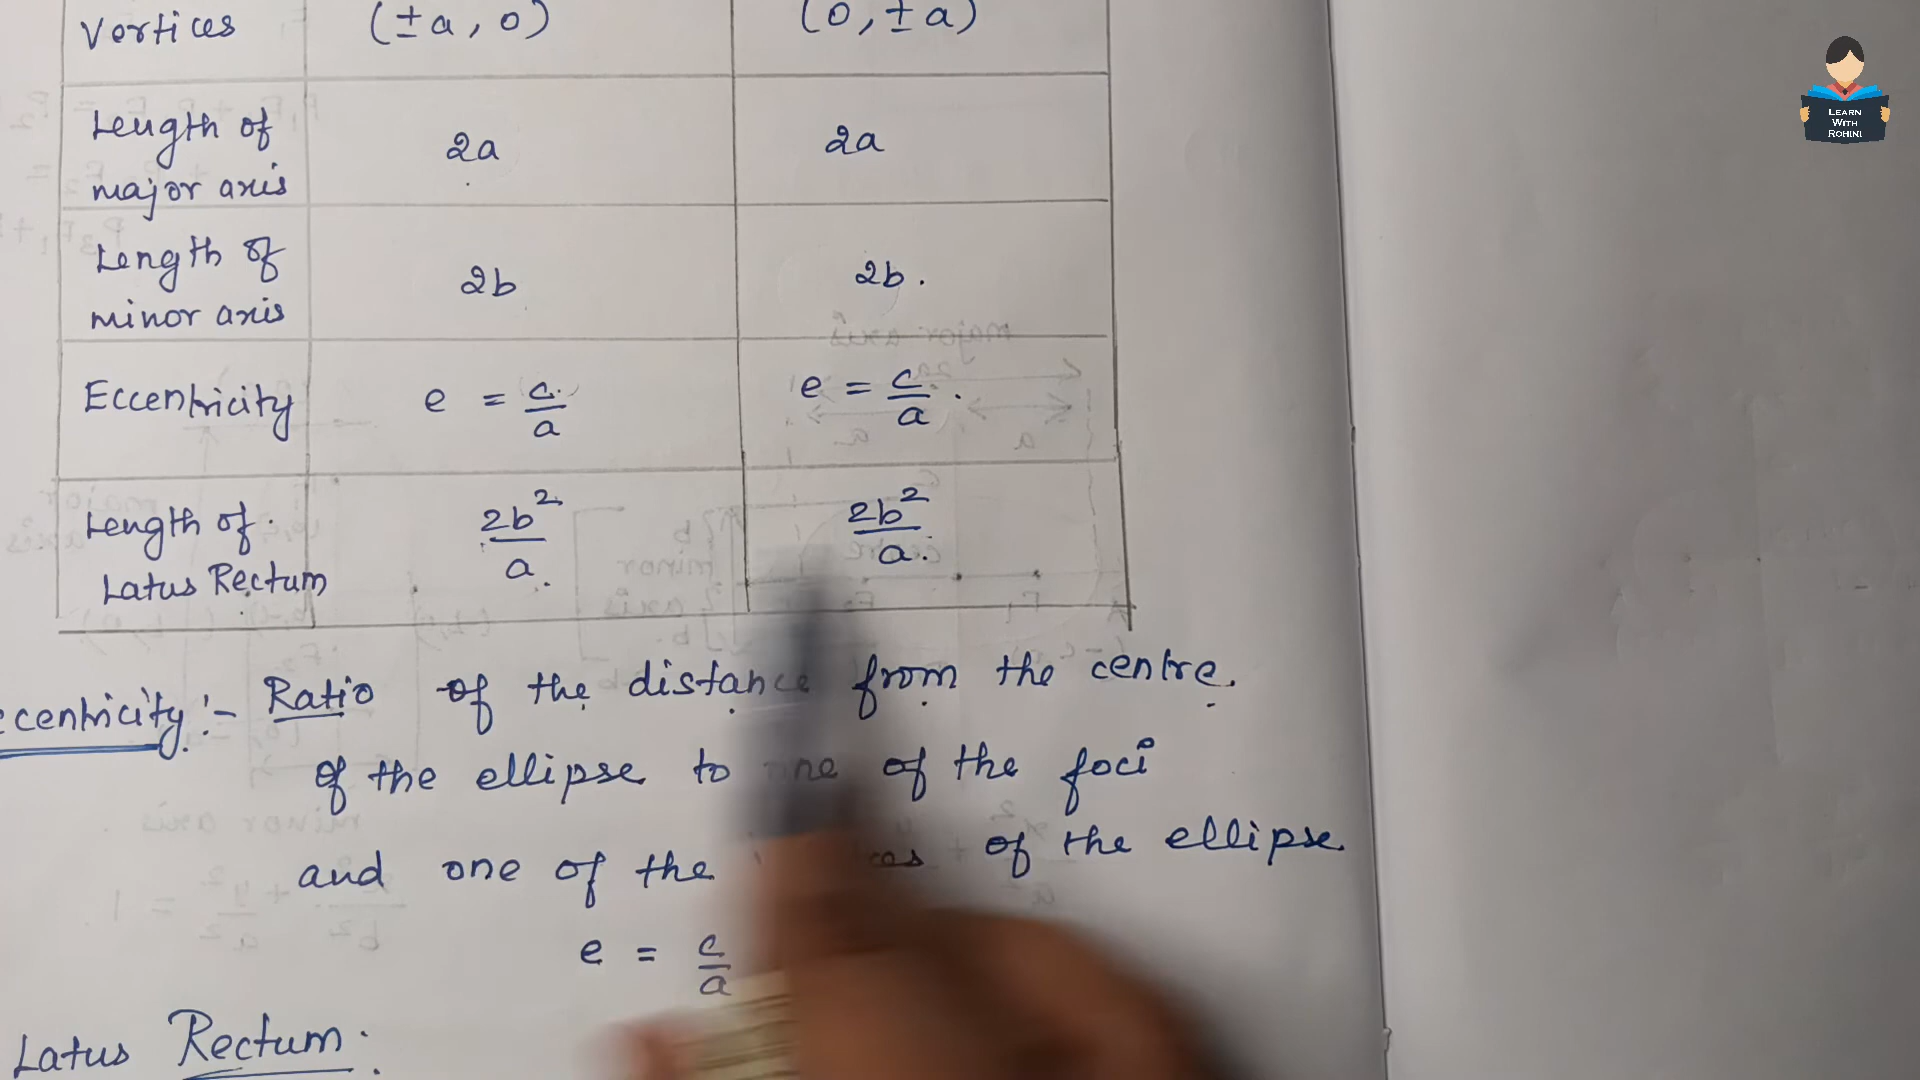 Vertices (±a, 0) (0, ±a)
Length of major axis 2a 2a
Length of minor axis 2b 2b.
Eccentricity e = c/a e = c/a.
Length of Latus Rectum 2b²/a. 2b²/a.
ccentricity :- Ratio of the distance from the centre.
of the ellipse to one of the foci
and one of the of the ellipse.
e = c/a
Latus Rectum :
LEARN
WITH
ROHINI